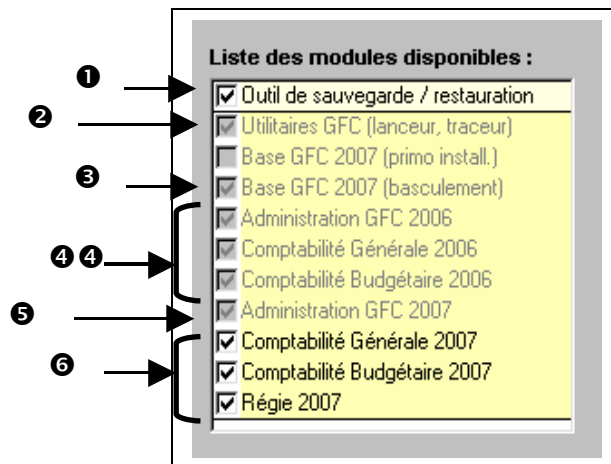 Liste des modules disponibles :
❶ Outil de sauvegarde / restauration
❷ Utilitaires GFC (lanceur, traceur)
Base GFC 2007 (primo install.)
❸ Base GFC 2007 (basculement)
Administration GFC 2006
❹ ❹ Comptabilité Générale 2006
Comptabilité Budgétaire 2006
❺ Administration GFC 2007
Comptabilité Générale 2007
❻ Comptabilité Budgétaire 2007
Régie 2007